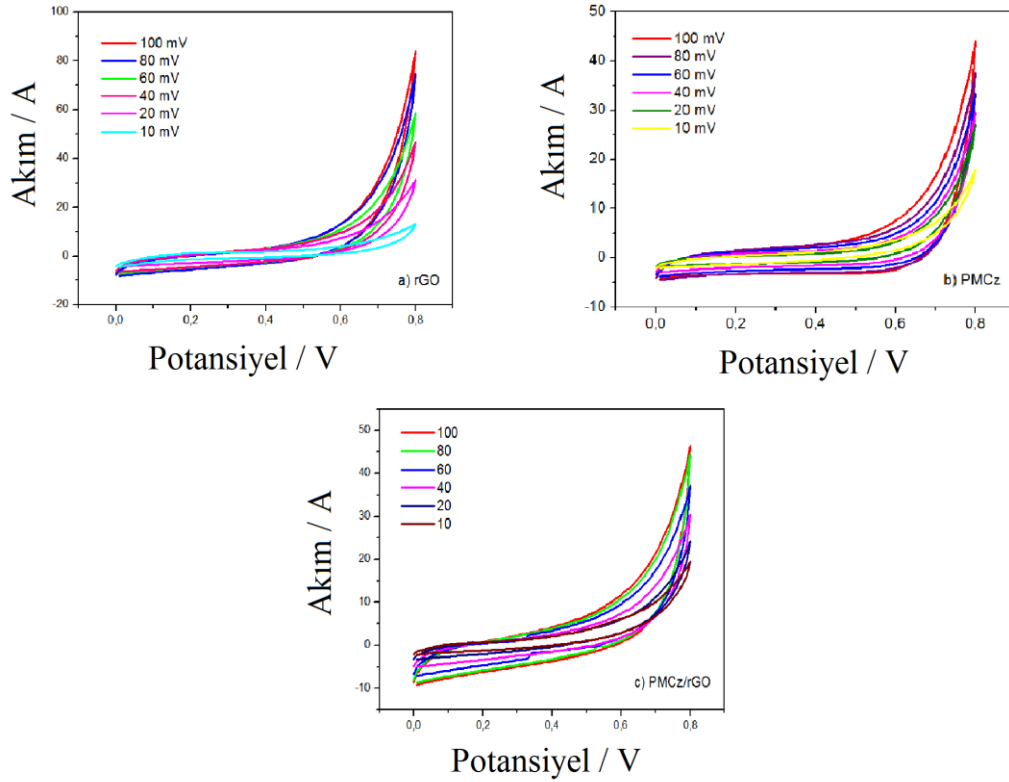 100
80
60
40
20
0
-20
Akım / A
100 mV
80 mV
60 mV
40 mV
20 mV
10 mV
a) rGO
0,0 0,2 0,4 0,6 0,8
Potansiyel / V
50
40
30
20
10
0
-10
Akım / A
100 mV
80 mV
60 mV
40 mV
20 mV
10 mV
b) PMCz
0,0 0,2 0,4 0,6 0,8
Potansiyel / V
50
40
30
20
10
0
-10
Akım / A
100
80
60
40
20
10
c) PMCz/rGO
0,0 0,2 0,4 0,6 0,8
Potansiyel / V